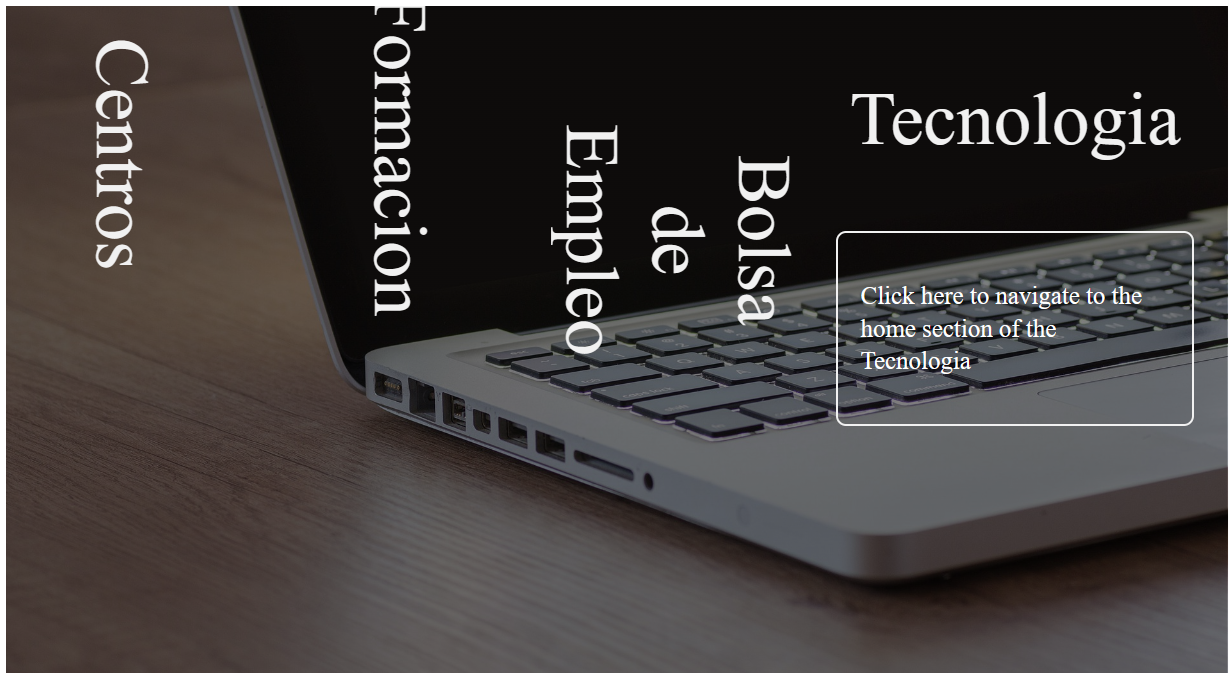 Centros
Formacion
Bolsa
de
Empleo
Tecnologia
Click here to navigate to the
home section of the
Tecnologia